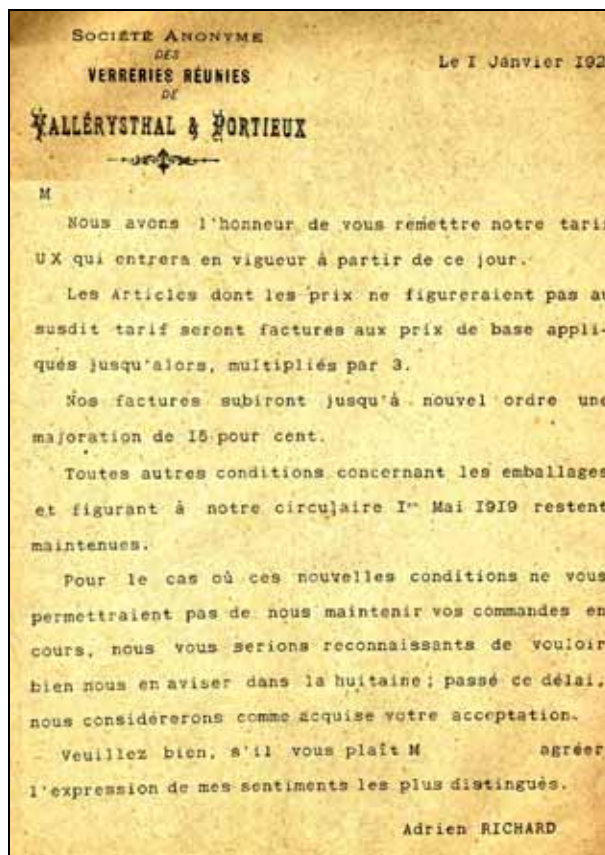 SOCIÉTÉ ANONYME
DES
VERRERIES RÉUNIES
DE
VALLÉRYSTHAL & PORTIEUX
Le I Janvier 192
M
Nous avons l'honneur de vous remettre notre tari
UX qui entrera en vigueur à partir de ce jour.
Les Articles dont les prix ne figureraient pas au
susdit tarif seront facturés aux prix de base appli-
qués jusqu'alors, multipliés par 3.
Nos factures subiront jusqu'à nouvel ordre une
majoration de I5 pour cent.
Toutes autres conditions concernant les emballages
et figurant à notre circulaire Ier Mai I9I9 restent
maintenues.
Pour le cas où ces nouvelles conditions ne vous
permettraient pas de nous maintenir vos commandes en
cours, nous vous serions reconnaissants de vouloir
bien nous en aviser dans la huitaine; passé ce délai,
nous considérerons comme acquise votre acceptation.
Veuillez bien, s'il vous plaît M agréer
l'expression de mes sentiments les plus distingués.
Adrien RICHARD